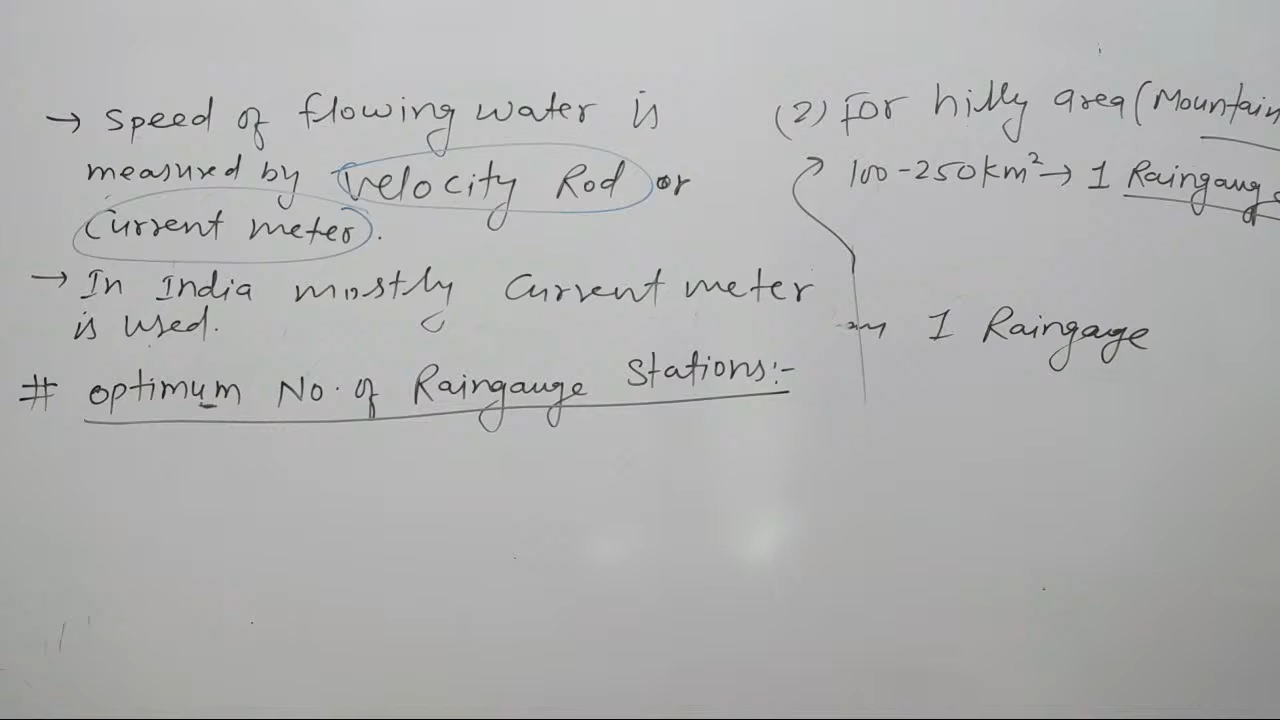 → Speed of flowing water is
measured by Velocity Rod or
Current meter.
→ In India mostly Current meter
is used.
# optimum No. of Raingauge Stations:-
(2) For hilly area (Mountain
100-250 km² → 1 Raingauge
1 Raingauge